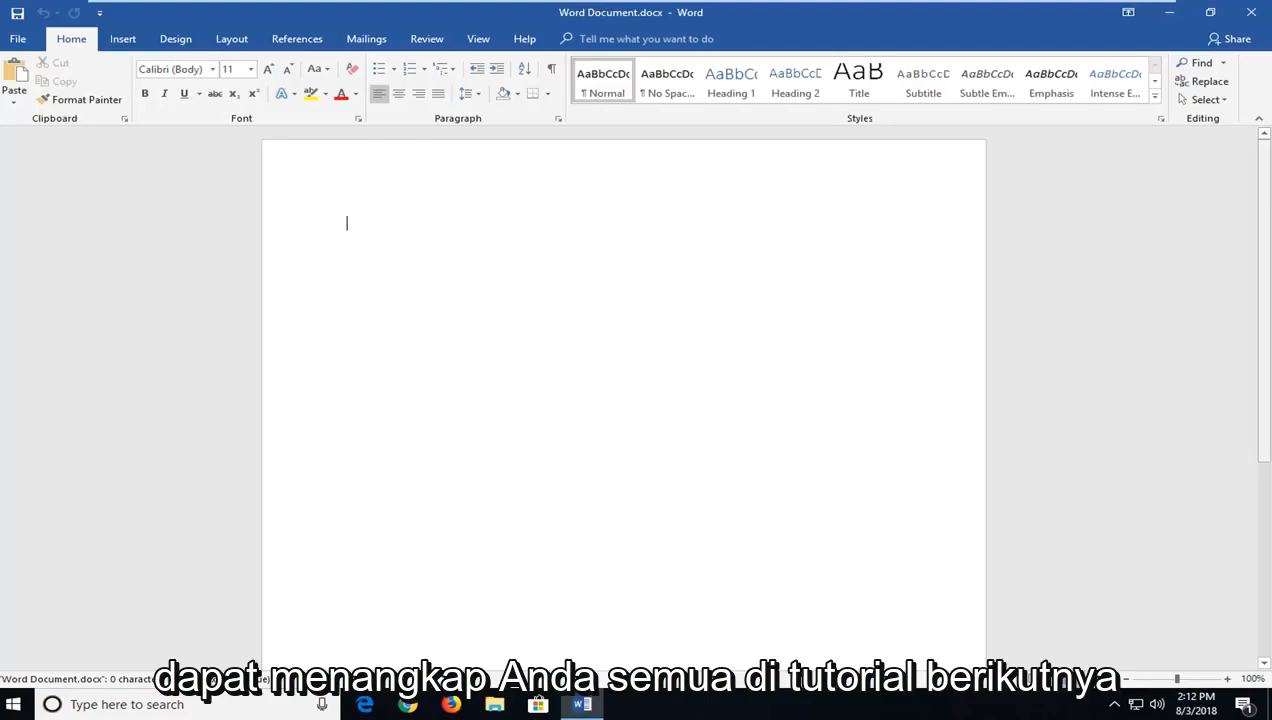 Word Document.docx - Word
File Home Insert Design Layout References Mailings Review View Help Tell me what you want to do Share
Paste
Cut
Copy
Format Painter
Clipboard
Calibri (Body) 11
Font
Paragraph
AaBbCcDc AaBbCcDc AaBbC( AaBbCcD AaB AaBbCcC AaBbCcDc AaBbCcDc AaBbCcDc
¶ Normal ¶ No Spac... Heading 1 Heading 2 Title Subtitle Subtle Em... Emphasis Intense E...
Styles
Find
Replace
Select
Editing
"Word Document.docx": 0 characte
100%
dapat menangkap Anda semua di tutorial berikutnya
Type here to search
2:12 PM
8/3/2018